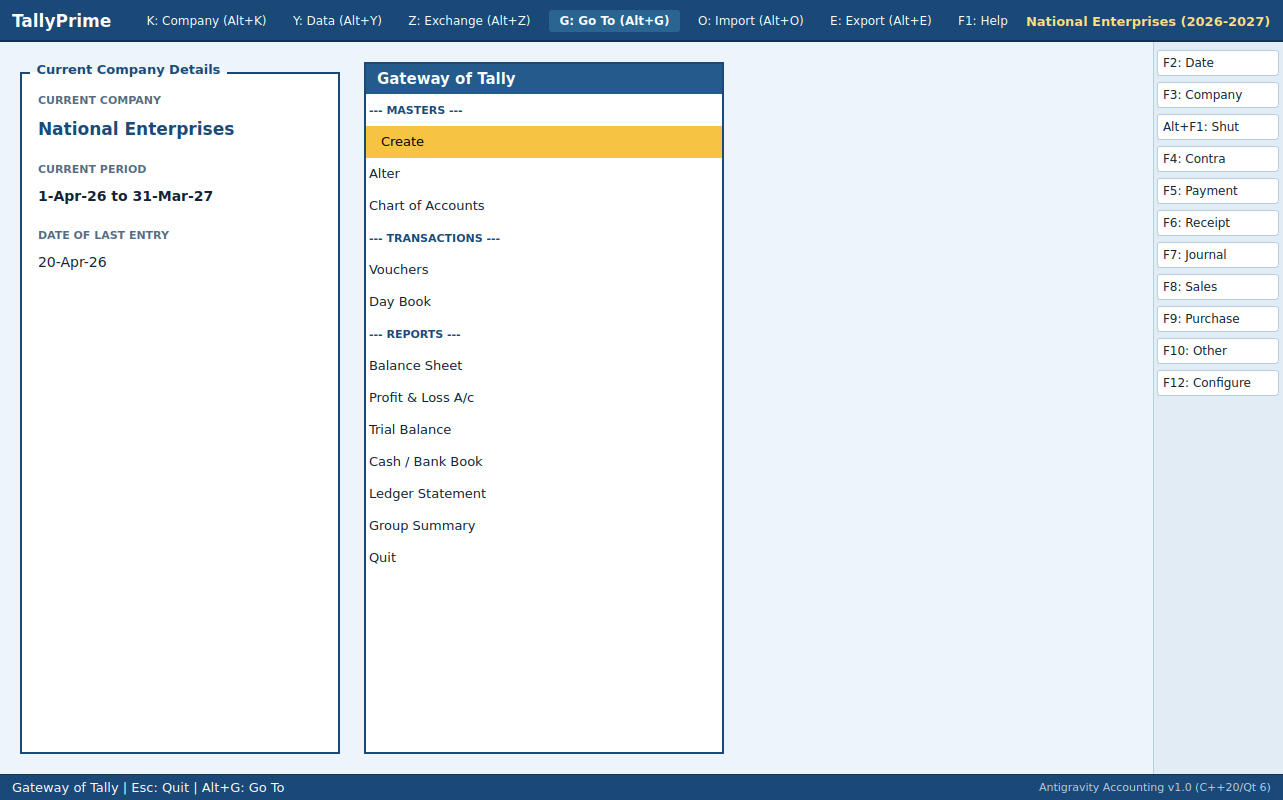 TallyPrime K: Company (Alt+K) Y: Data (Alt+Y) Z: Exchange (Alt+Z) G: Go To (Alt+G) O: Import (Alt+O) E: Export (Alt+E) F1: Help National Enterprises (2026-2027)
Current Company Details
CURRENT COMPANY
National Enterprises
CURRENT PERIOD
1-Apr-26 to 31-Mar-27
DATE OF LAST ENTRY
20-Apr-26
Gateway of Tally
--- MASTERS ---
Create
Alter
Chart of Accounts
--- TRANSACTIONS ---
Vouchers
Day Book
--- REPORTS ---
Balance Sheet
Profit & Loss A/c
Trial Balance
Cash / Bank Book
Ledger Statement
Group Summary
Quit
F2: Date
F3: Company
Alt+F1: Shut
F4: Contra
F5: Payment
F6: Receipt
F7: Journal
F8: Sales
F9: Purchase
F10: Other
F12: Configure
Gateway of Tally | Esc: Quit | Alt+G: Go To
Antigravity Accounting v1.0 (C++20/Qt 6)